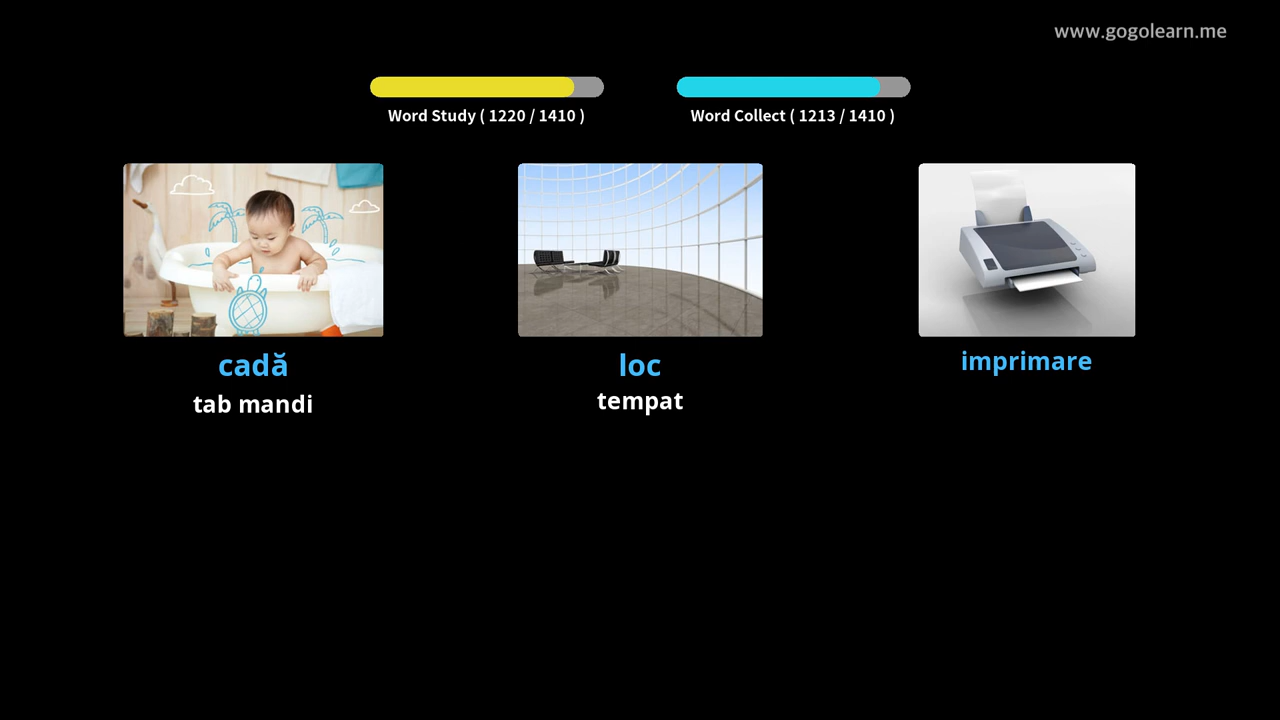 www.gogolearn.me
Word Study ( 1220 / 1410 )
Word Collect ( 1213 / 1410 )
cadă
tab mandi
loc
tempat
imprimare